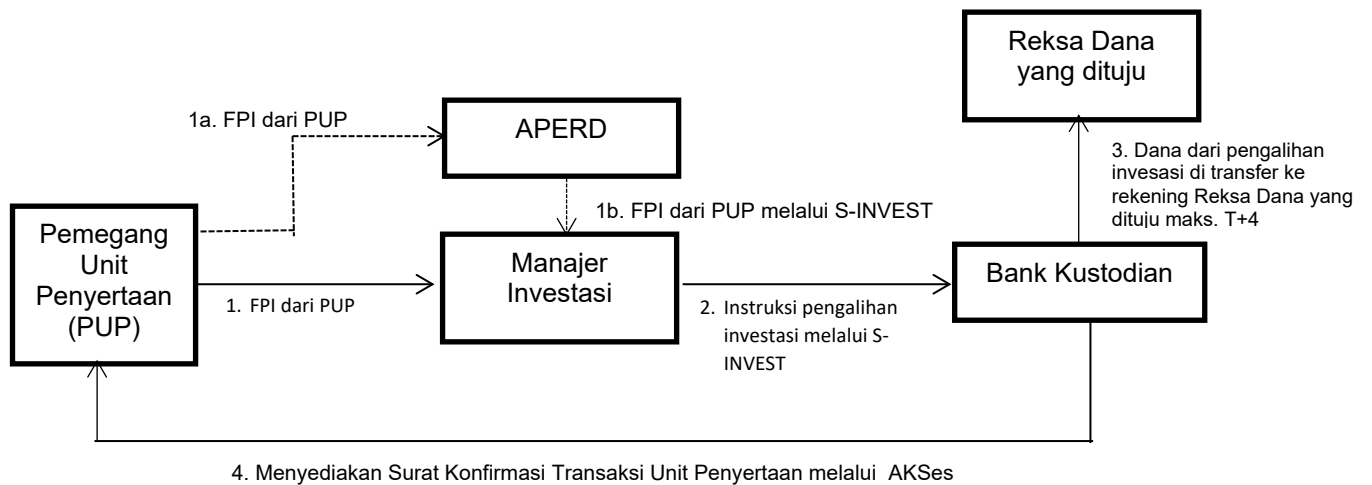 Reksa Dana
yang dituju
1a. FPI dari PUP
APERD
3. Dana dari pengalihan
invesasi di transfer ke
rekening Reksa Dana yang
dituju maks. T+4
1b. FPI dari PUP melalui S-INVEST
Pemegang
Unit
Penyertaan
(PUP)
Manajer
Investasi
Bank Kustodian
1. FPI dari PUP
2. Instruksi pengalihan
investasi melalui S-
INVEST
4. Menyediakan Surat Konfirmasi Transaksi Unit Penyertaan melalui AKSes